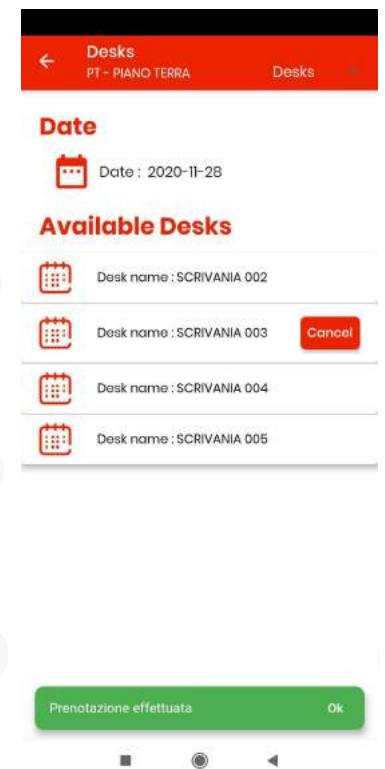 Desks
PT - PIANO TERRA
Desks
Date
Date : 2020-11-28
Available Desks
Desk name : SCRIVANIA 002
Desk name : SCRIVANIA 003
Cancel
Desk name : SCRIVANIA 004
Desk name : SCRIVANIA 005
Prenotazione effettuata
Ok